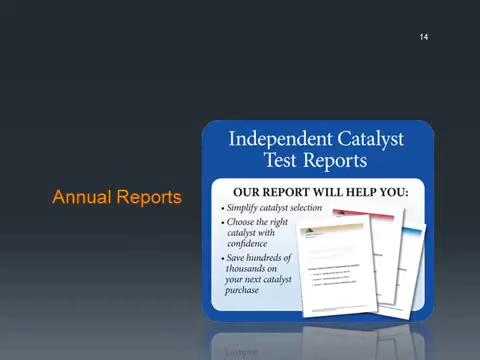 14
Independent Catalyst
Test Reports
Annual Reports
OUR REPORT WILL HELP YOU:
• Simplify catalyst selection
• Choose the right
catalyst with
confidence
• Save hundreds of
thousands on
your next catalyst
purchase